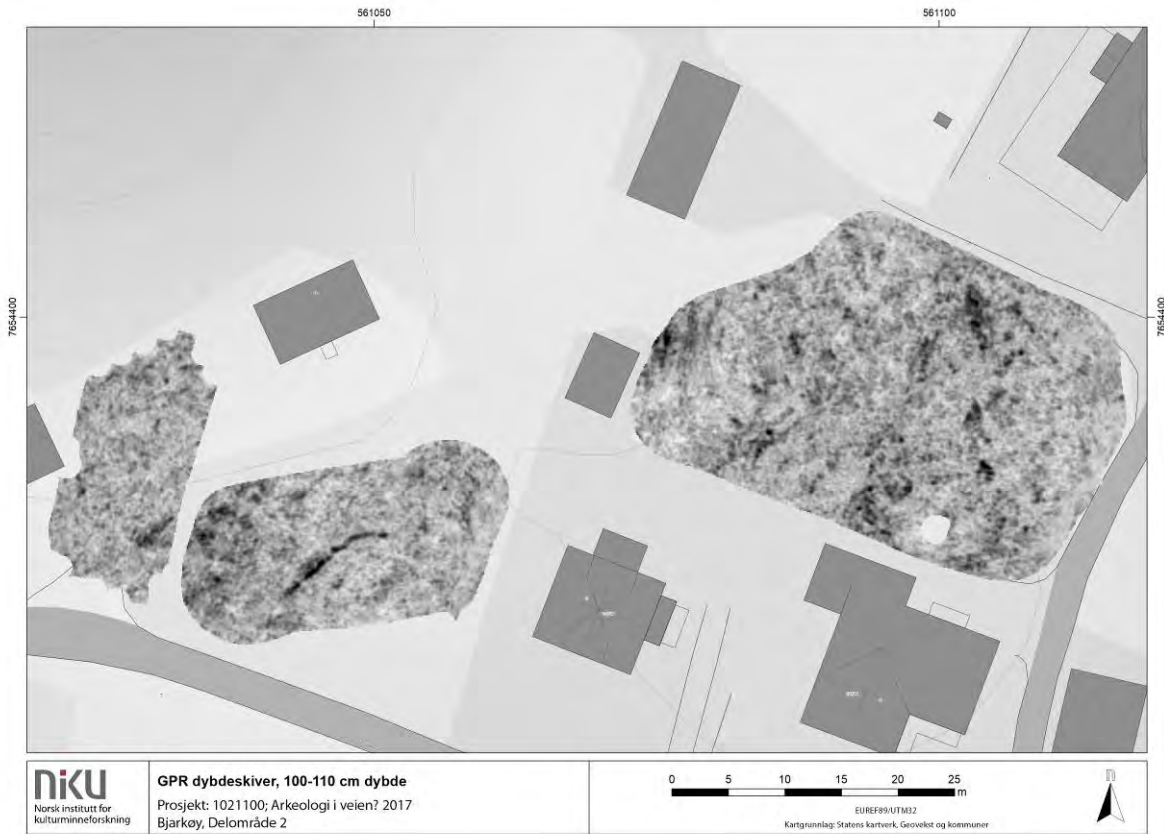 561050
561100
7654400
7654400
niku
Norsk institutt for
kulturminneforskning
GPR dybdeskiver, 100-110 cm dybde
Prosjekt: 1021100; Arkeologi i veien? 2017
Bjarkøy, Delområde 2
0 5 10 15 20 25
m
EUREF89/UTM32
Kartgrunnlag: Statens kartverk, Geovekst og kommuner
n